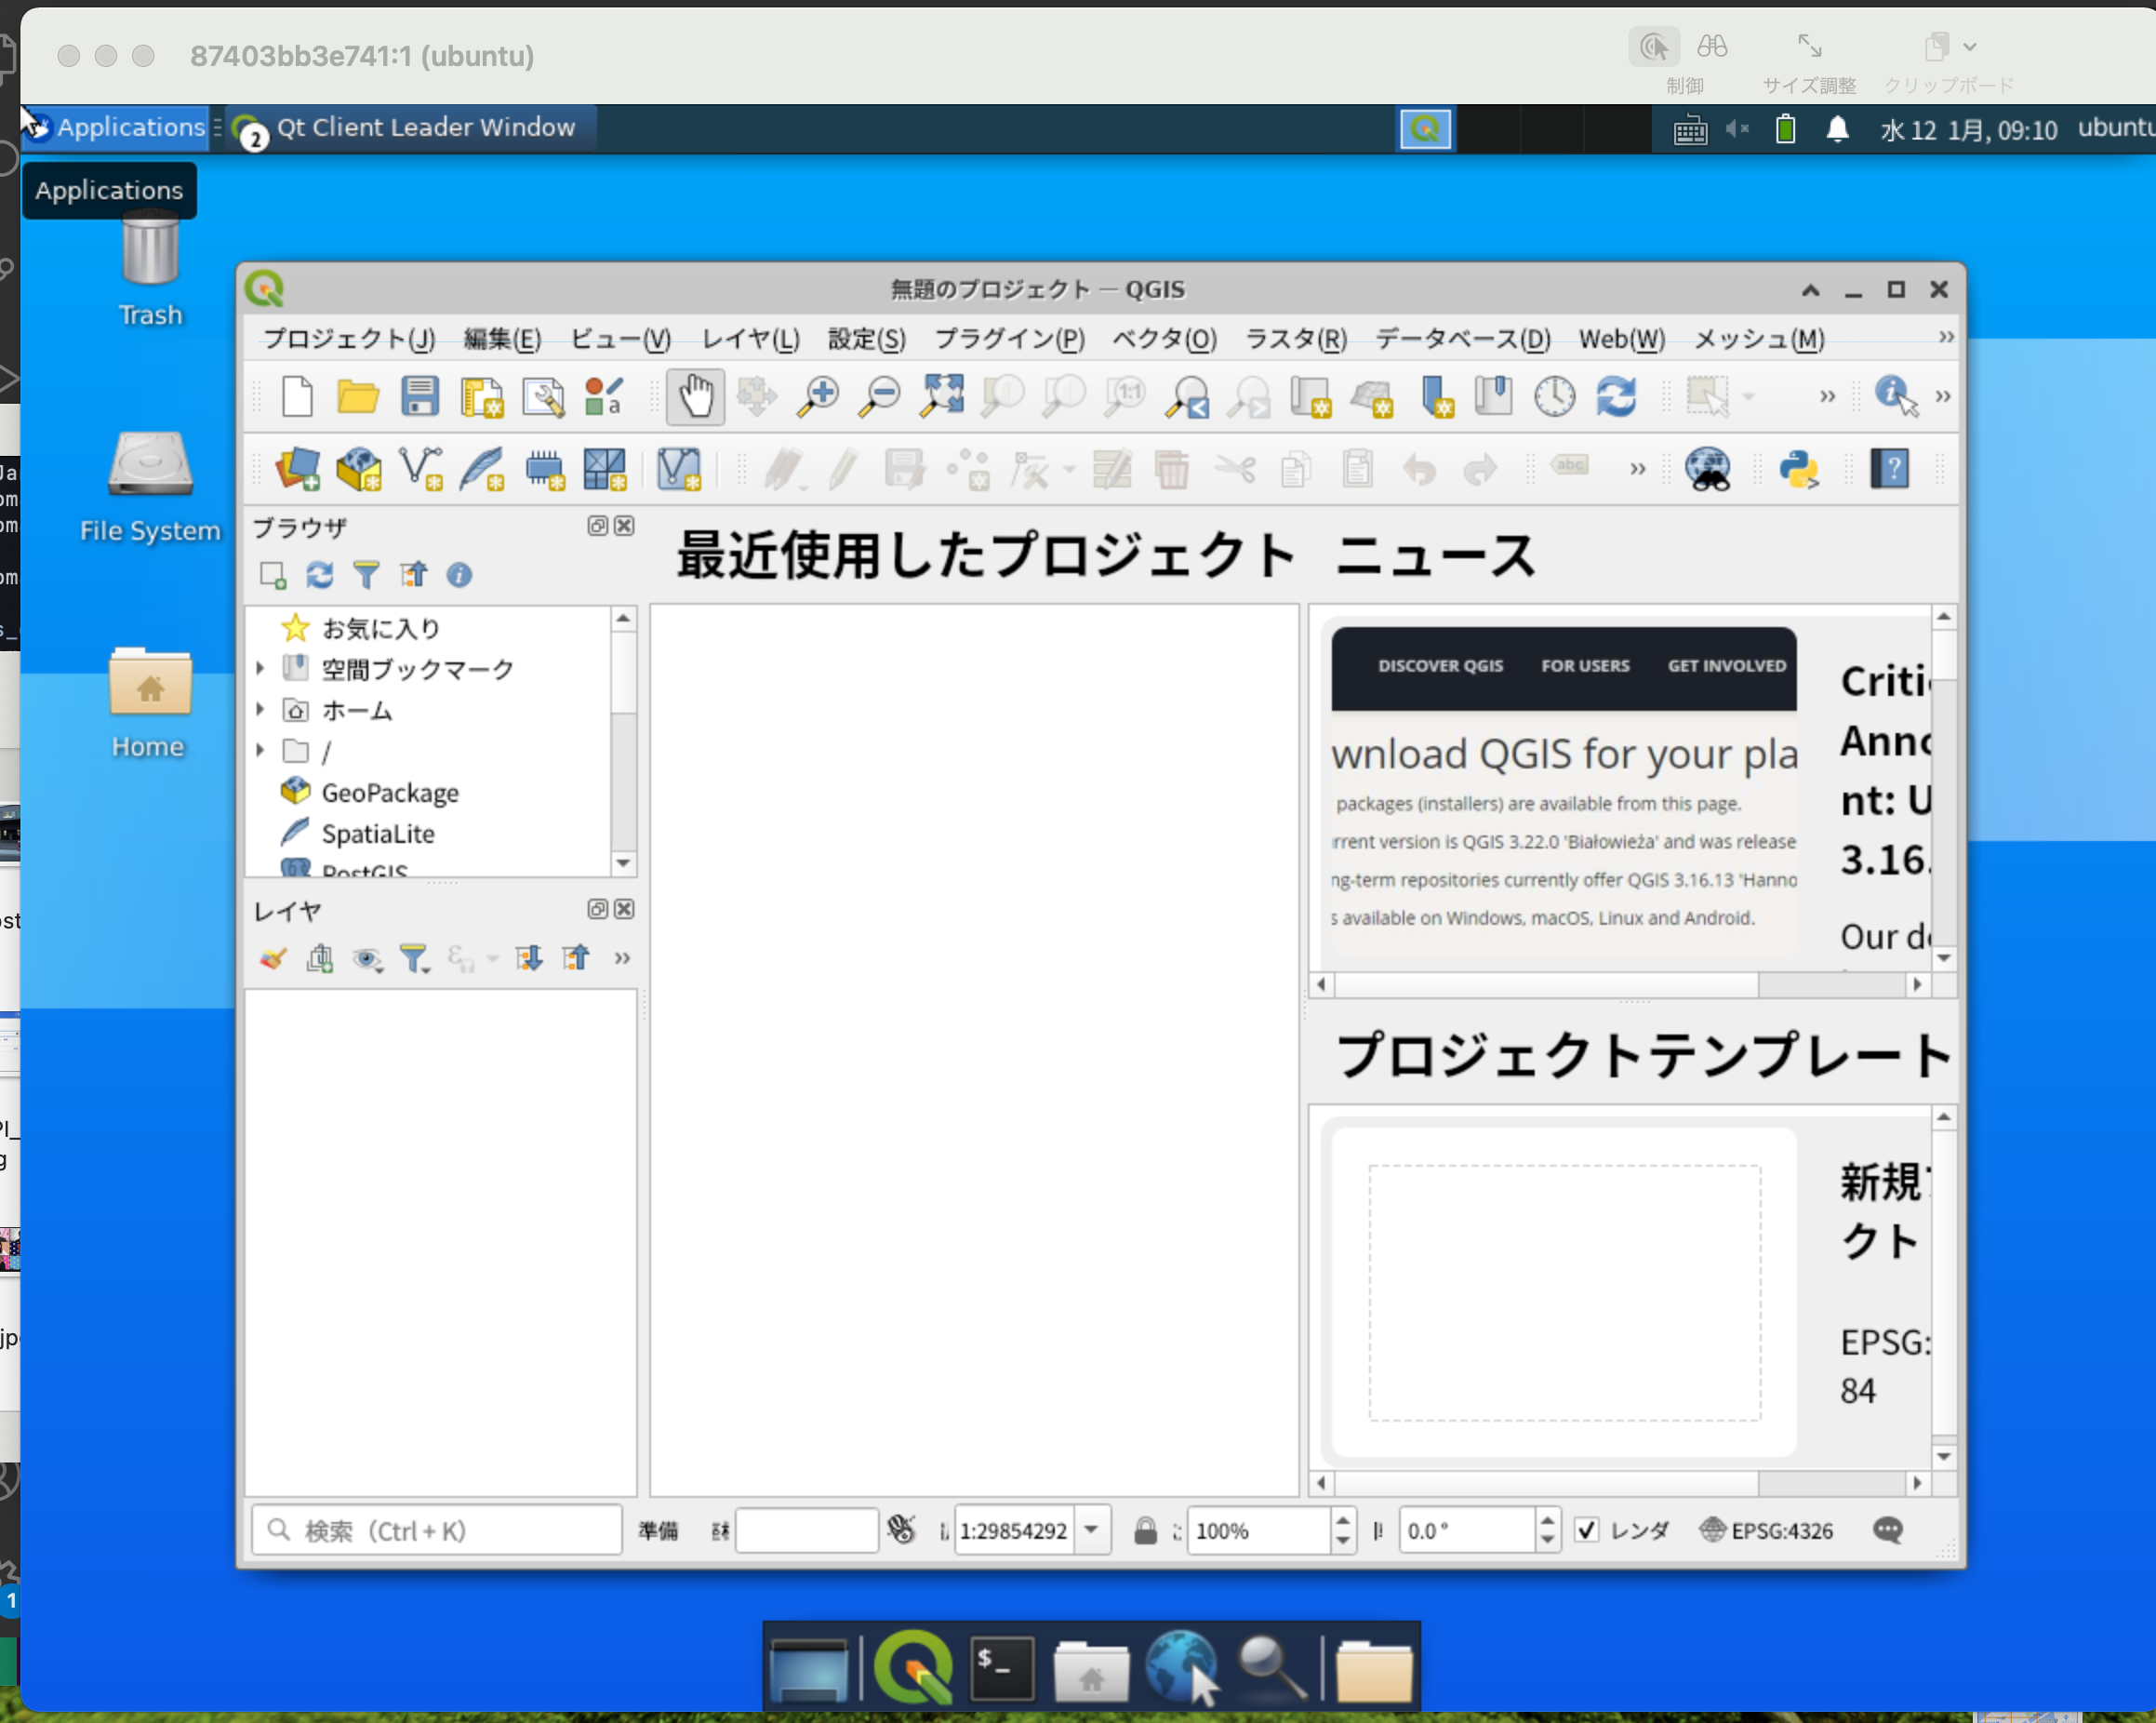 87403bb3e741:1 (ubuntu)
制御
サイズ調整
クリップボード
Applications
2
Qt Client Leader Window
水 12 1月, 09:10
Applications
Trash
File System
Home
無題のプロジェクト — QGIS
プロジェクト(J) 編集(E) ビュー(V) レイヤ(L) 設定(S) プラグイン(P) ベクタ(O) ラスタ(R) データベース(D) Web(W) メッシュ(M) »
ブラウザ
お気に入り
空間ブックマーク
ホーム
/
GeoPackage
SpatiaLite
PostGIS
レイヤ
最近使用したプロジェクト
ニュース
DISCOVER QGIS FOR USERS GET INVOLVED
wnload QGIS for your pla
packages (installers) are available from this page.
rrent version is QGIS 3.22.0 'Białowieża' and was release
ng-term repositories currently offer QGIS 3.16.13 'Hanno
s available on Windows, macOS, Linux and Android.
nt: U
3.16.
Our
プロジェクトテンプレート
新規
クト
EPSG:
84
検索 (Ctrl + K)
準備
1:29854292
100%
0.0 °
レンダ
EPSG:4326
$_
1